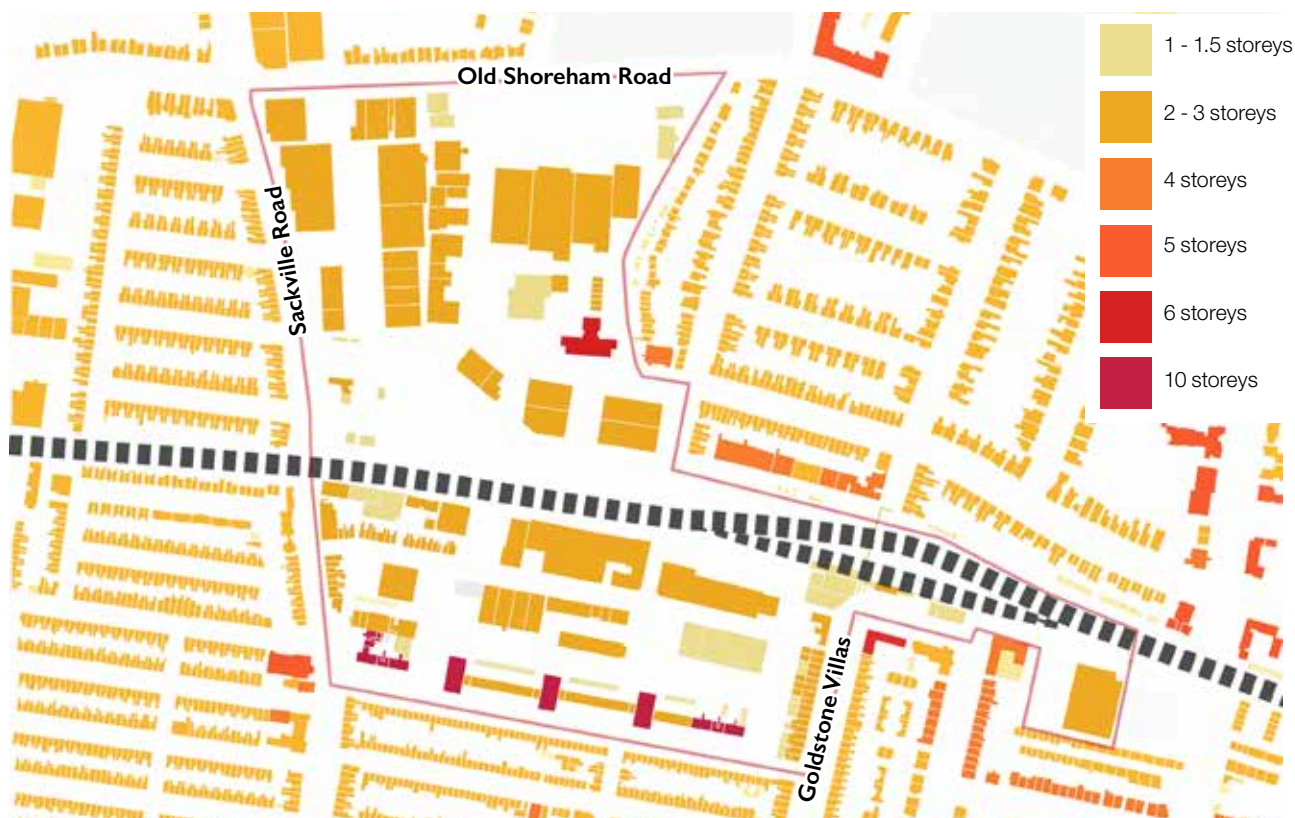 Old Shoreham Road
Sackville Road
Goldstone Villas
1 - 1.5 storeys
2 - 3 storeys
4 storeys
5 storeys
6 storeys
10 storeys